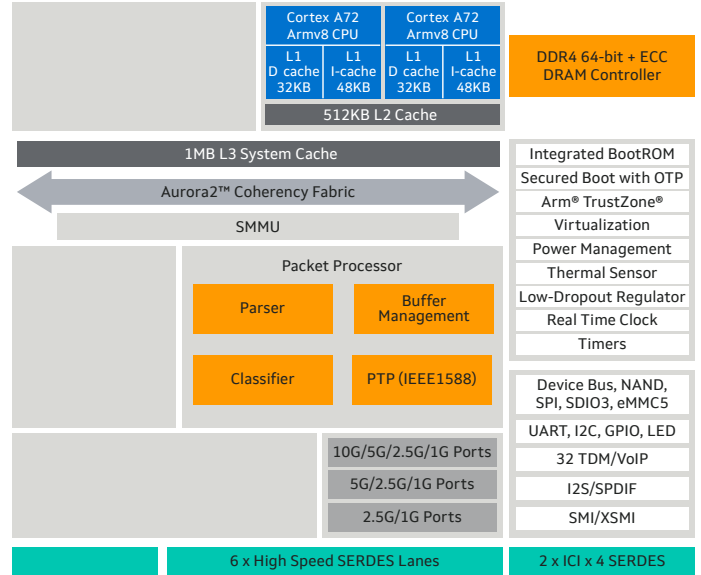 Cortex A72
Armv8 CPU
Cortex A72
Armv8 CPU
L1
D cache
32KB
L1
I-cache
48KB
L1
D cache
32KB
L1
I-cache
48KB
512KB L2 Cache
DDR4 64-bit + ECC
DRAM Controller
1MB L3 System Cache
Aurora2™ Coherency Fabric
SMMU
Integrated BootROM
Secured Boot with OTP
Arm® TrustZone®
Virtualization
Power Management
Thermal Sensor
Low-Dropout Regulator
Real Time Clock
Timers
Packet Processor
Parser
Buffer
Management
Classifier
PTP (IEEE1588)
Device Bus, NAND,
SPI, SDIO3, eMMC5
UART, I2C, GPIO, LED
32 TDM/VoIP
I2S/SPDIF
SMI/XSMI
10G/5G/2.5G/1G Ports
5G/2.5G/1G Ports
2.5G/1G Ports
6 x High Speed SERDES Lanes
2 x ICI x 4 SERDES